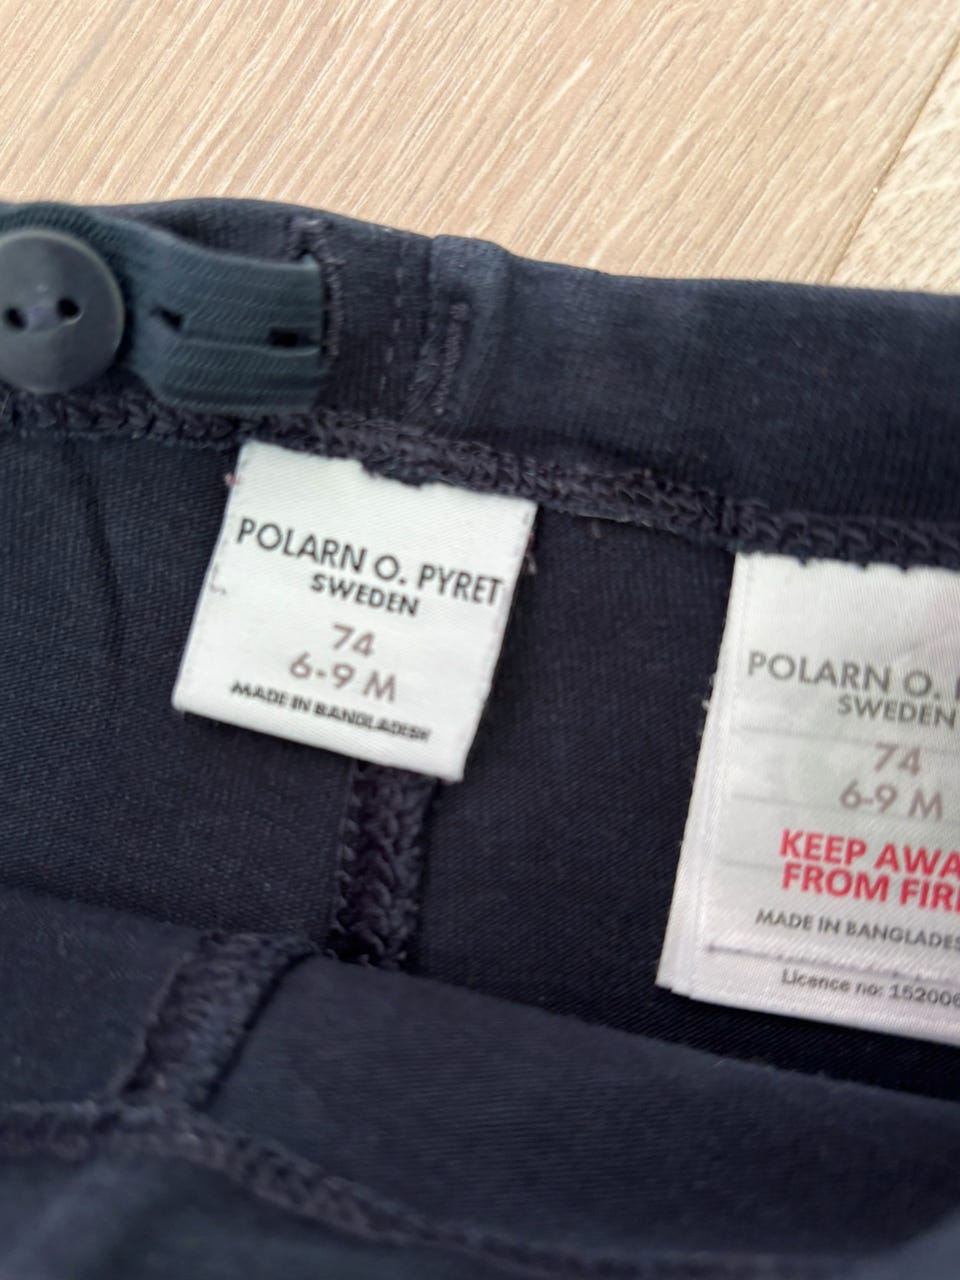 POLARN O. PYRET
SWEDEN
74
6-9 M
MADE IN BANGLADESH
POLARN O.
SWEDEN
74
6-9 M
KEEP AWA
FROM FIR
MADE IN BANGLADES
Licence no: 152006